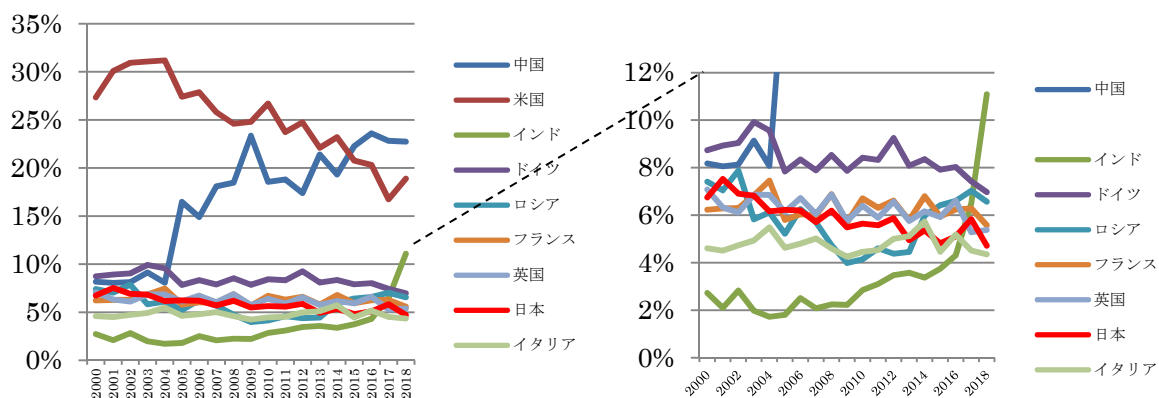 35%
30%
25%
20%
15%
10%
5%
0%
2000
2001
2002
2003
2004
2005
2006
2007
2008
2009
2010
2011
2012
2013
2014
2015
2016
2017
2018
中国
米国
インド
ドイツ
ロシア
フランス
英国
日本
イタリア
12%
10%
8%
6%
4%
2%
0%
2000
2002
2004
2006
2008
2010
2012
2014
2016
2018
中国
インド
ドイツ
ロシア
フランス
英国
日本
イタリア